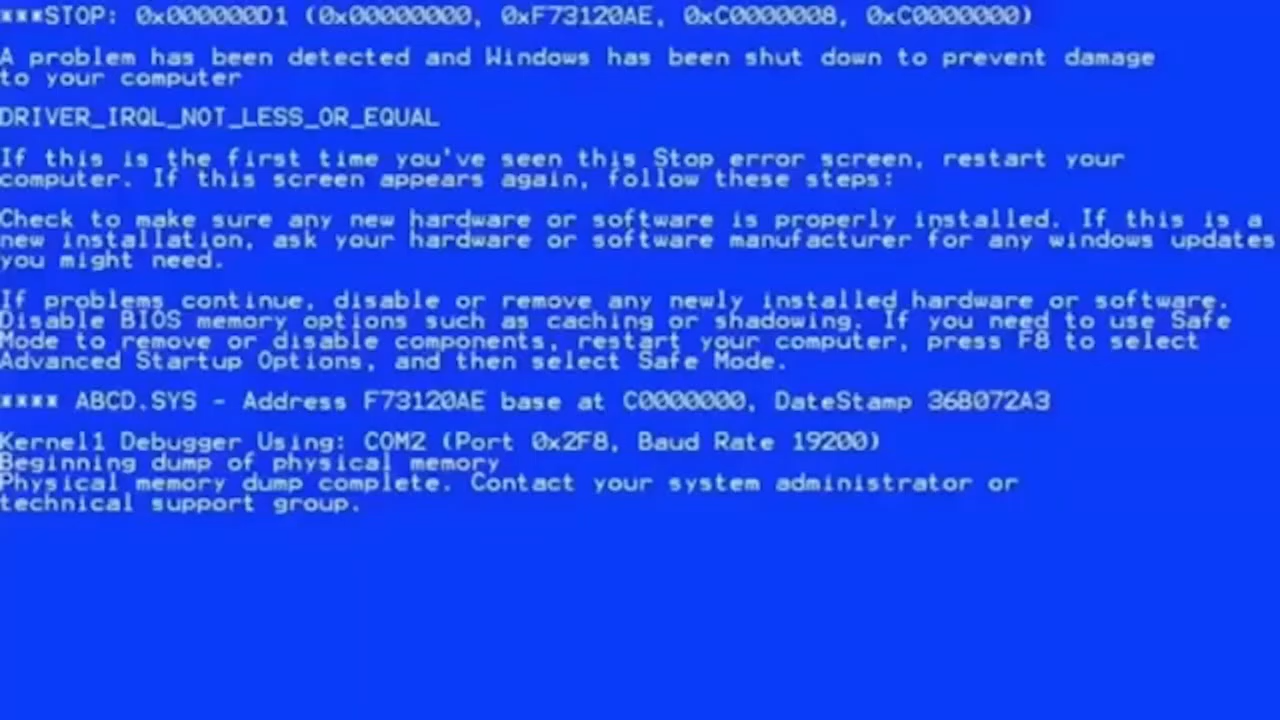 ***STOP: 0x000000D1 (0x00000000, 0xF73120AE, 0xC0000008, 0xC0000000)
A problem has been detected and Windows has been shut down to prevent damage
to your computer
DRIVER_IRQL_NOT_LESS_OR_EQUAL
If this is the first time you've seen this Stop error screen, restart your
computer. If this screen appears again, follow these steps:
Check to make sure any new hardware or software is properly installed. If this is a
new installation, ask your hardware or software manufacturer for any windows updates
you might need.
If problems continue, disable or remove any newly installed hardware or software.
Disable BIOS memory options such as caching or shadowing. If you need to use Safe
Mode to remove or disable components, restart your computer, press F8 to select
Advanced Startup Options, and then select Safe Mode.
**** ABCD.SYS - Address F73120AE base at C0000000, DateStamp 36B072A3
Kernel1 Debugger Using: COM2 (Port 0x2F8, Baud Rate 19200)
Beginning dump of physical memory
Physical memory dump complete. Contact your system administrator or
technical support group.